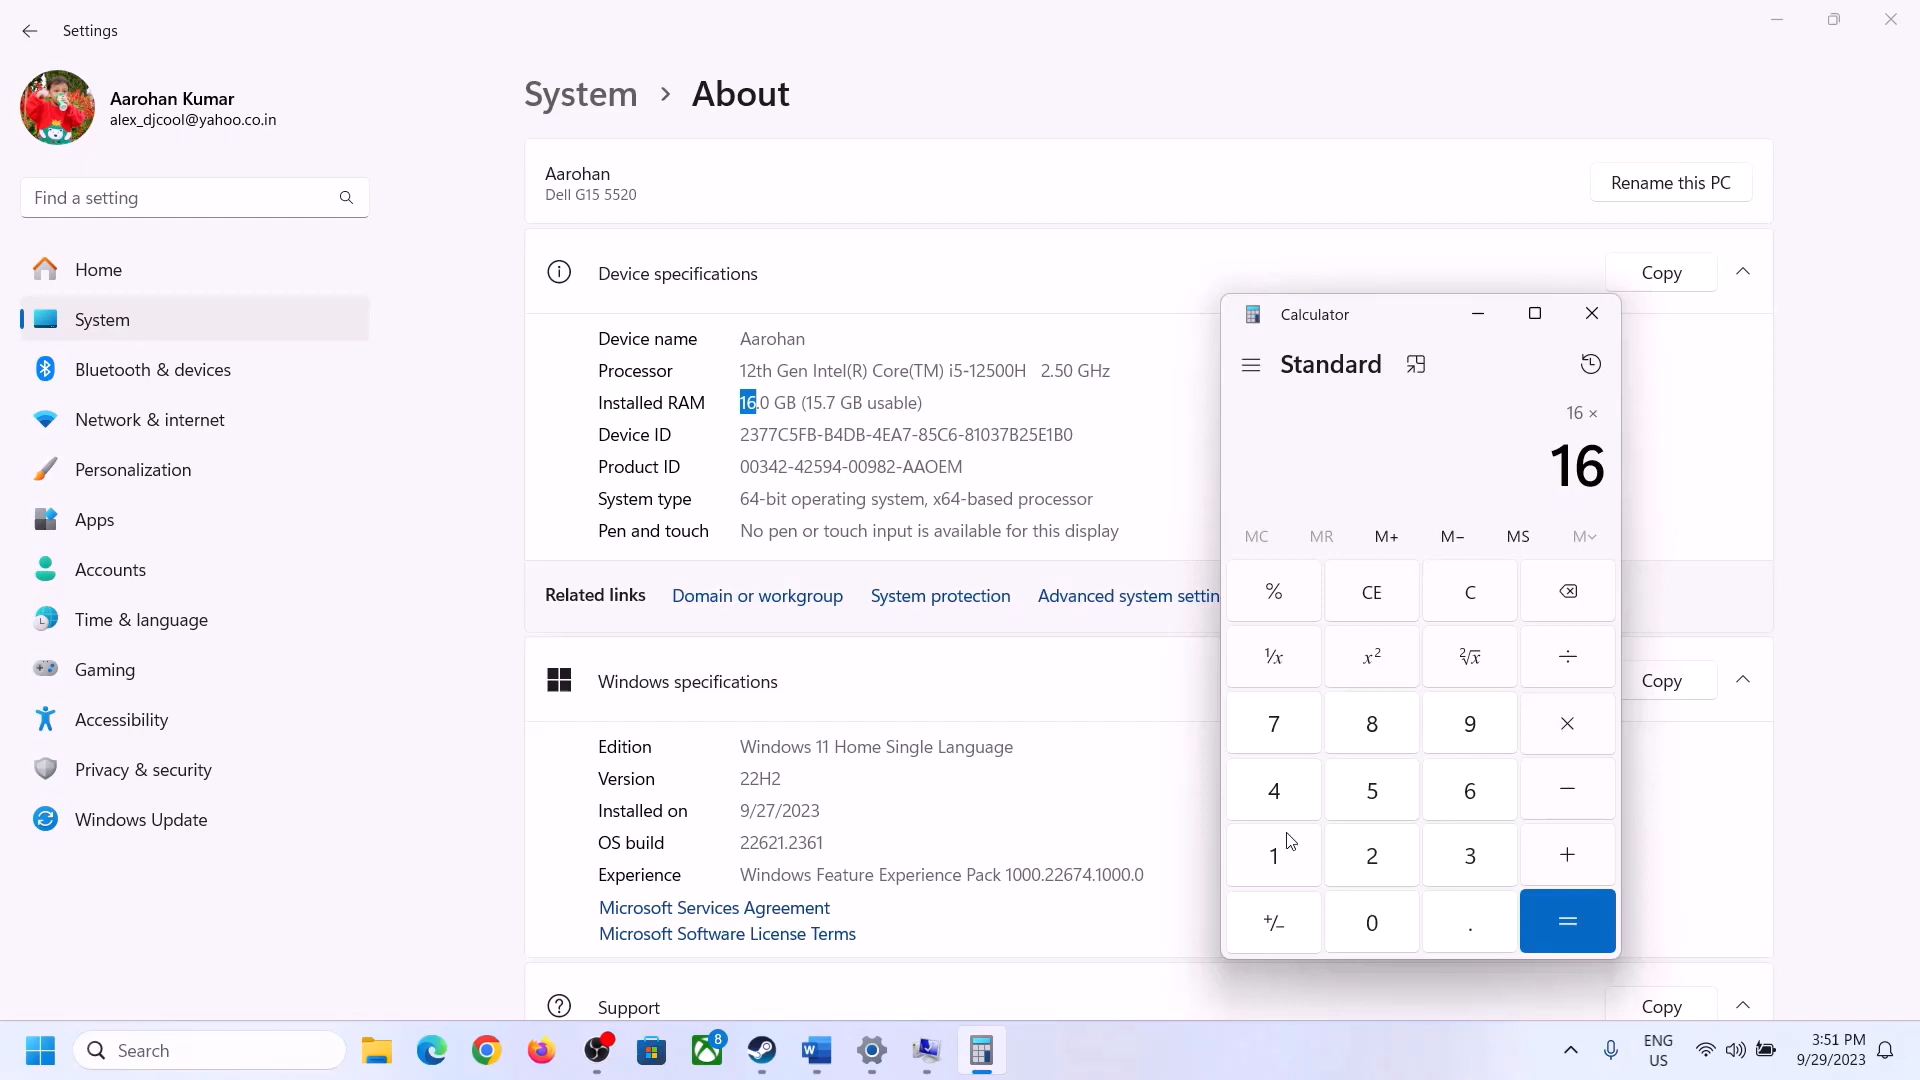 Settings
Aarohan Kumar
alex_djcool@yahoo.co.in
Find a setting
Home
System
Bluetooth & devices
Network & internet
Personalization
Apps
Accounts
Time & language
Gaming
Accessibility
Privacy & security
Windows Update
System > About
Aarohan
Dell G15 5520
Rename this PC
Device specifications
Copy
Device name Aarohan
Processor 12th Gen Intel(R) Core(TM) i5-12500H 2.50 GHz
Installed RAM 16.0 GB (15.7 GB usable)
Device ID 2377C5FB-B4DB-4EA7-85C6-81037B25E1B0
Product ID 00342-42594-00982-AAOEM
System type 64-bit operating system, x64-based processor
Pen and touch No pen or touch input is available for this display
Related links Domain or workgroup System protection Advanced system settin
Windows specifications
Copy
Edition Windows 11 Home Single Language
Version 22H2
Installed on 9/27/2023
OS build 22621.2361
Experience Windows Feature Experience Pack 1000.22674.1000.0
Microsoft Services Agreement
Microsoft Software License Terms
Support
Copy
Calculator
Standard
16 ×
16
MC MR M+ M− MS M˅
% CE C
⅟x x² ²√x ÷
7 8 9 ×
4 5 6 −
1 2 3 +
+/− 0 . =
Search
8
ENG
US
3:51 PM
9/29/2023